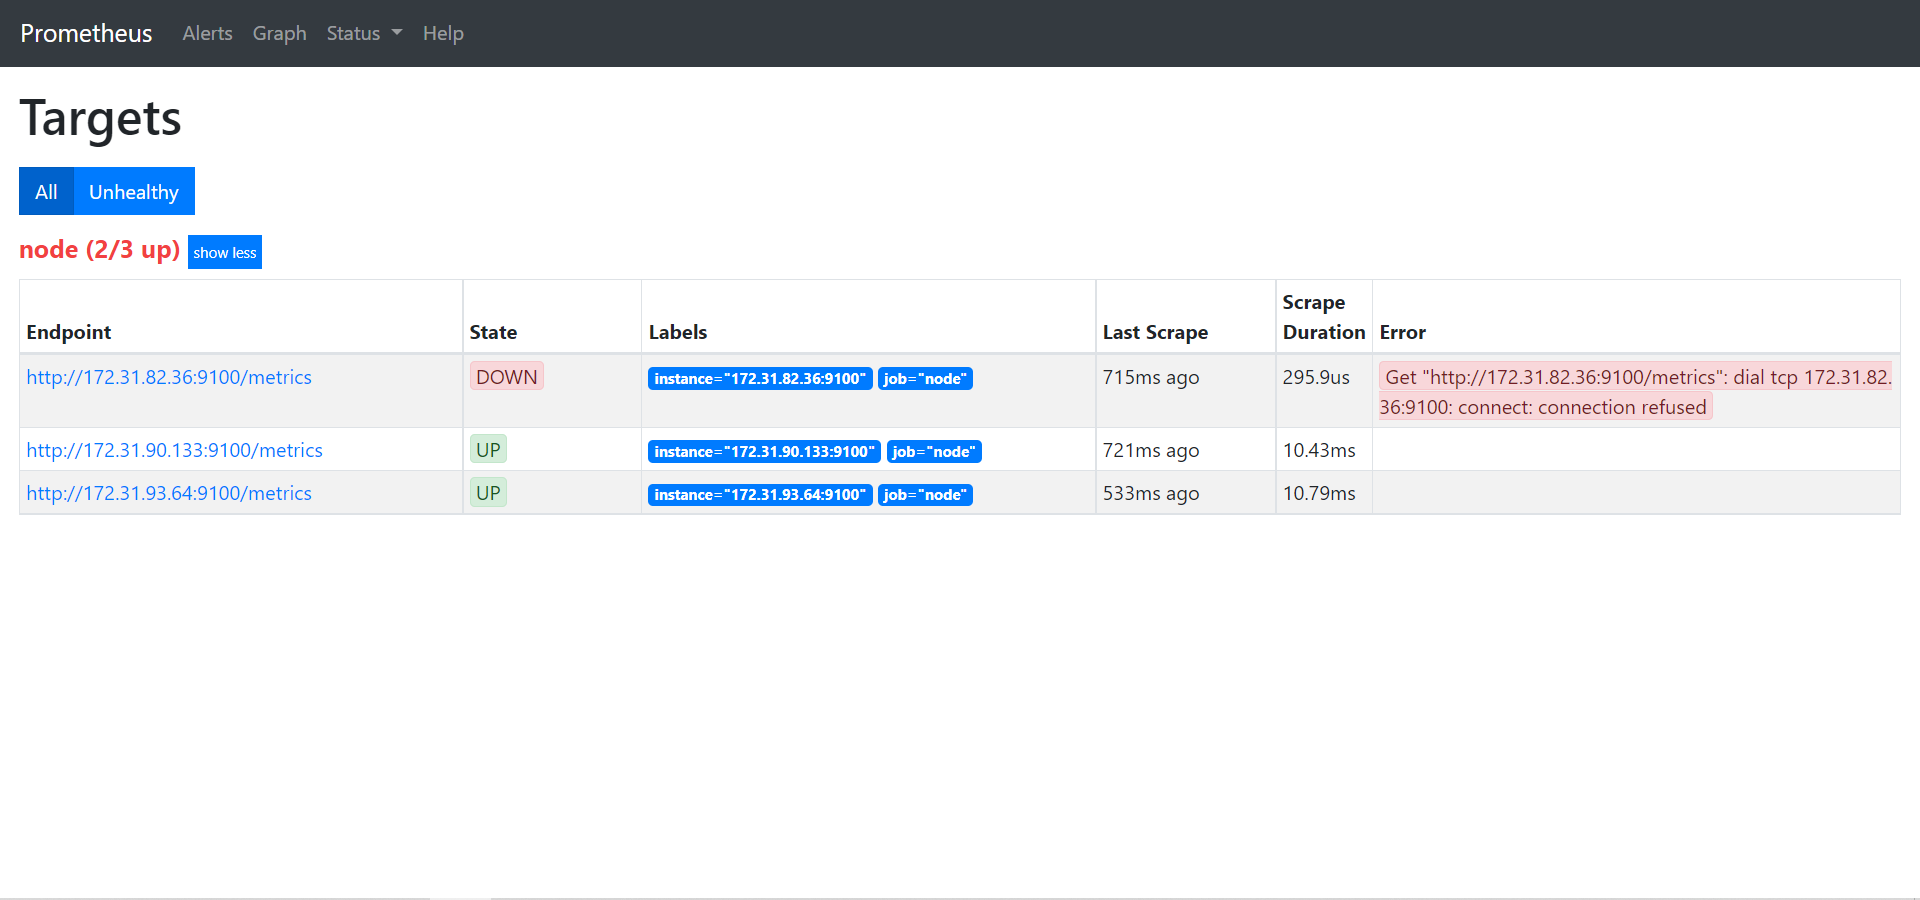 Prometheus Alerts Graph Status Help
Targets
All Unhealthy
node (2/3 up) show less
Endpoint State Labels Last Scrape Scrape Duration Error
http://172.31.82.36:9100/metrics DOWN instance="172.31.82.36:9100" job="node" 715ms ago 295.9us Get "http://172.31.82.36:9100/metrics": dial tcp 172.31.82.
36:9100: connect: connection refused
http://172.31.90.133:9100/metrics UP instance="172.31.90.133:9100" job="node" 721ms ago 10.43ms
http://172.31.93.64:9100/metrics UP instance="172.31.93.64:9100" job="node" 533ms ago 10.79ms